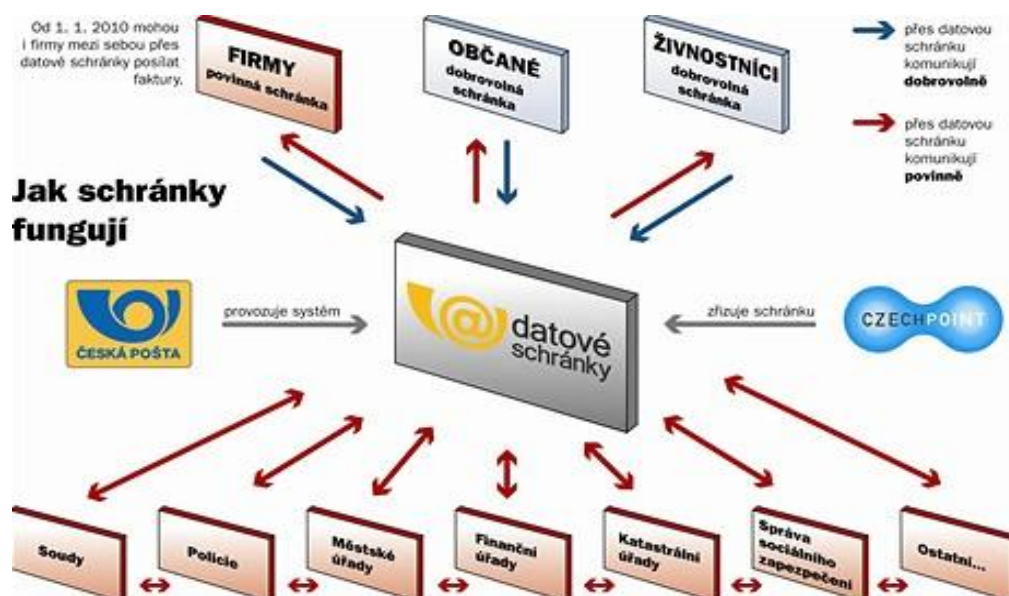 Od 1. 1. 2010 mohou
i firmy mezi sebou přes
datové schránky posílat
faktury.
FIRMY
povinná schránka
OBČANÉ
dobrovolná
schránka
ŽIVNOSTNÍCI
dobrovolná
schránka
přes datovou
schránku
komunikují
dobrovolně
přes datovou
schránku
komunikují
povinně
Jak schránky
fungují
ČESKÁ POŠTA
provozuje systém
@ datové
schránky
zřizuje schránku
CZECHPOINT
Soudy
Policie
Městské
úřady
Finanční
úřady
Katastrální
úřady
Správa
sociálního
zapezpečení
Ostatní...